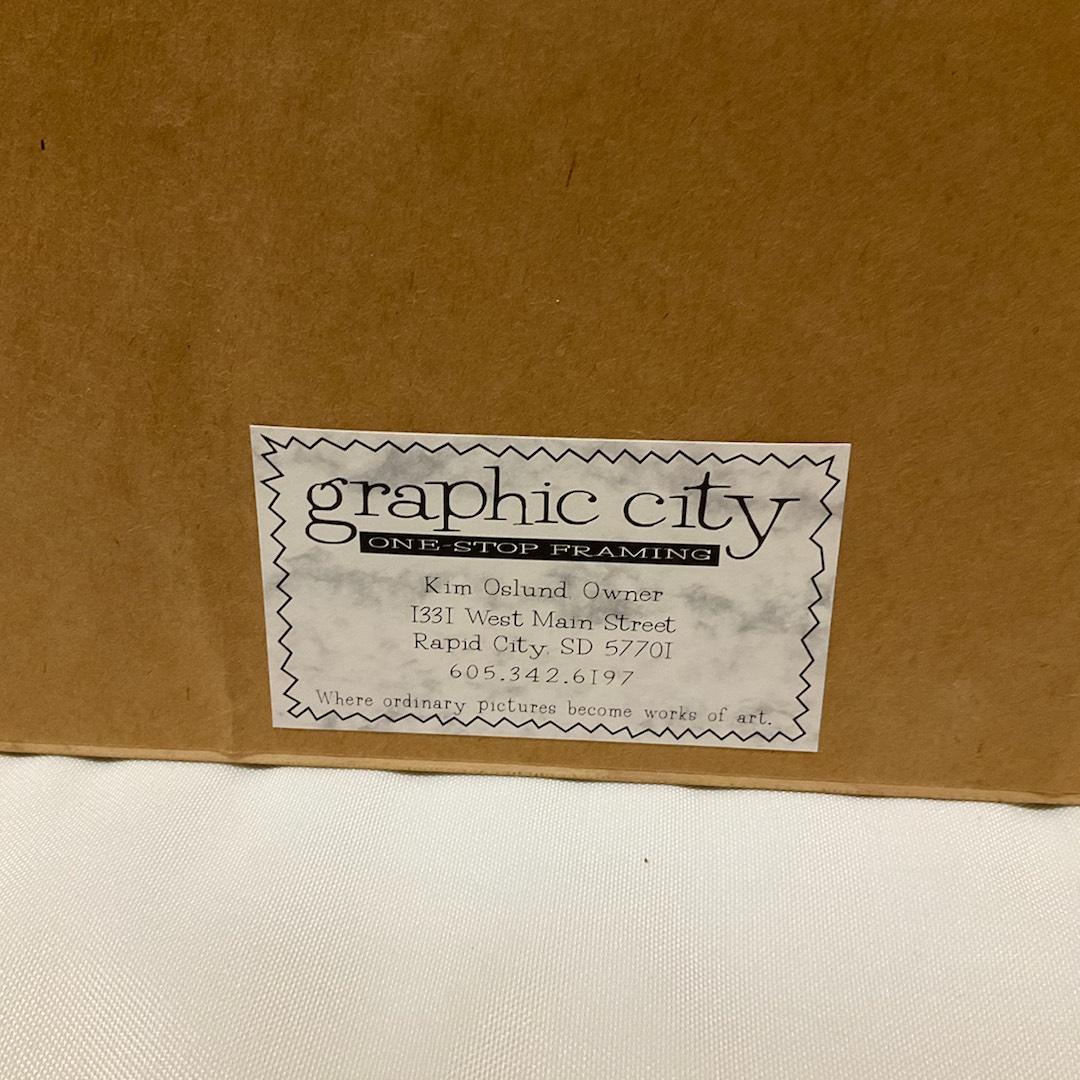 graphic city
ONE-STOP FRAMING
Kim Oslund, Owner
1331 West Main Street
Rapid City, SD 57701
605.342.6197
Where ordinary pictures become works of art.